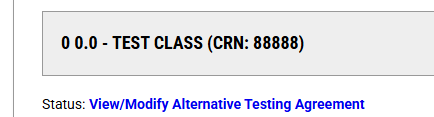 0 0.0 - TEST CLASS (CRN: 88888)
Status: View/Modify Alternative Testing Agreement